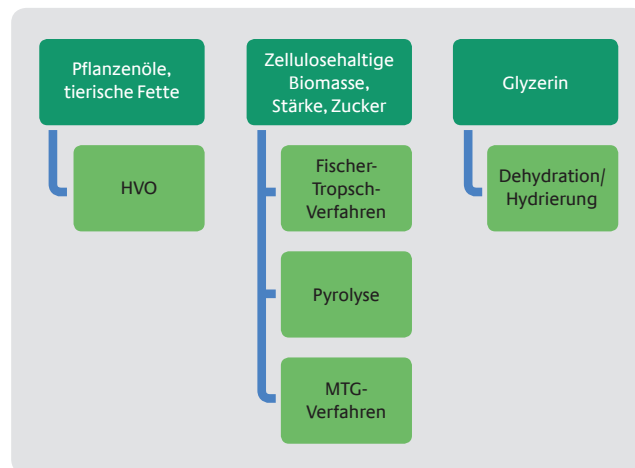 Pflanzenöle,
tierische Fette
HVO
Zellulosehaltige
Biomasse,
Stärke, Zucker
Fischer-
Tropsch-
Verfahren
Pyrolyse
MTG-
Verfahren
Glyzerin
Dehydration/
Hydrierung